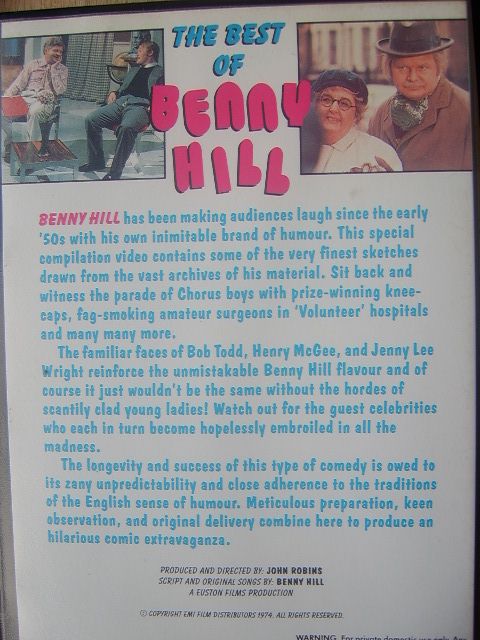 THE BEST
OF
BENNY
HILL
BENNY HILL has been making audiences laugh since the early
'50s with his own inimitable brand of humour. This special
compilation video contains some of the very finest sketches
drawn from the vast archives of his material. Sit back and
witness the parade of Chorus boys with prize-winning knee-
caps, fag-smoking amateur surgeons in 'Volunteer' hospitals
and many many more.
The familiar faces of Bob Todd, Henry McGee, and Jenny Lee
Wright reinforce the unmistakable Benny Hill flavour and of
course it just wouldn't be the same without the hordes of
scantily clad young ladies! Watch out for the guest celebrities
who each in turn become hopelessly embroiled in all the
madness.
The longevity and success of this type of comedy is owed to
its zany unpredictability and close adherence to the traditions
of the English sense of humour. Meticulous preparation, keen
observation, and original delivery combine here to produce an
hilarious comic extravaganza.
PRODUCED AND DIRECTED BY: JOHN ROBINS
SCRIPT AND ORIGINAL SONGS BY: BENNY HILL
A EUSTON FILMS PRODUCTION
© COPYRIGHT EMI FILM DISTRIBUTORS 1974. ALL RIGHTS RESERVED.
WARNING For private domestic use only. Any